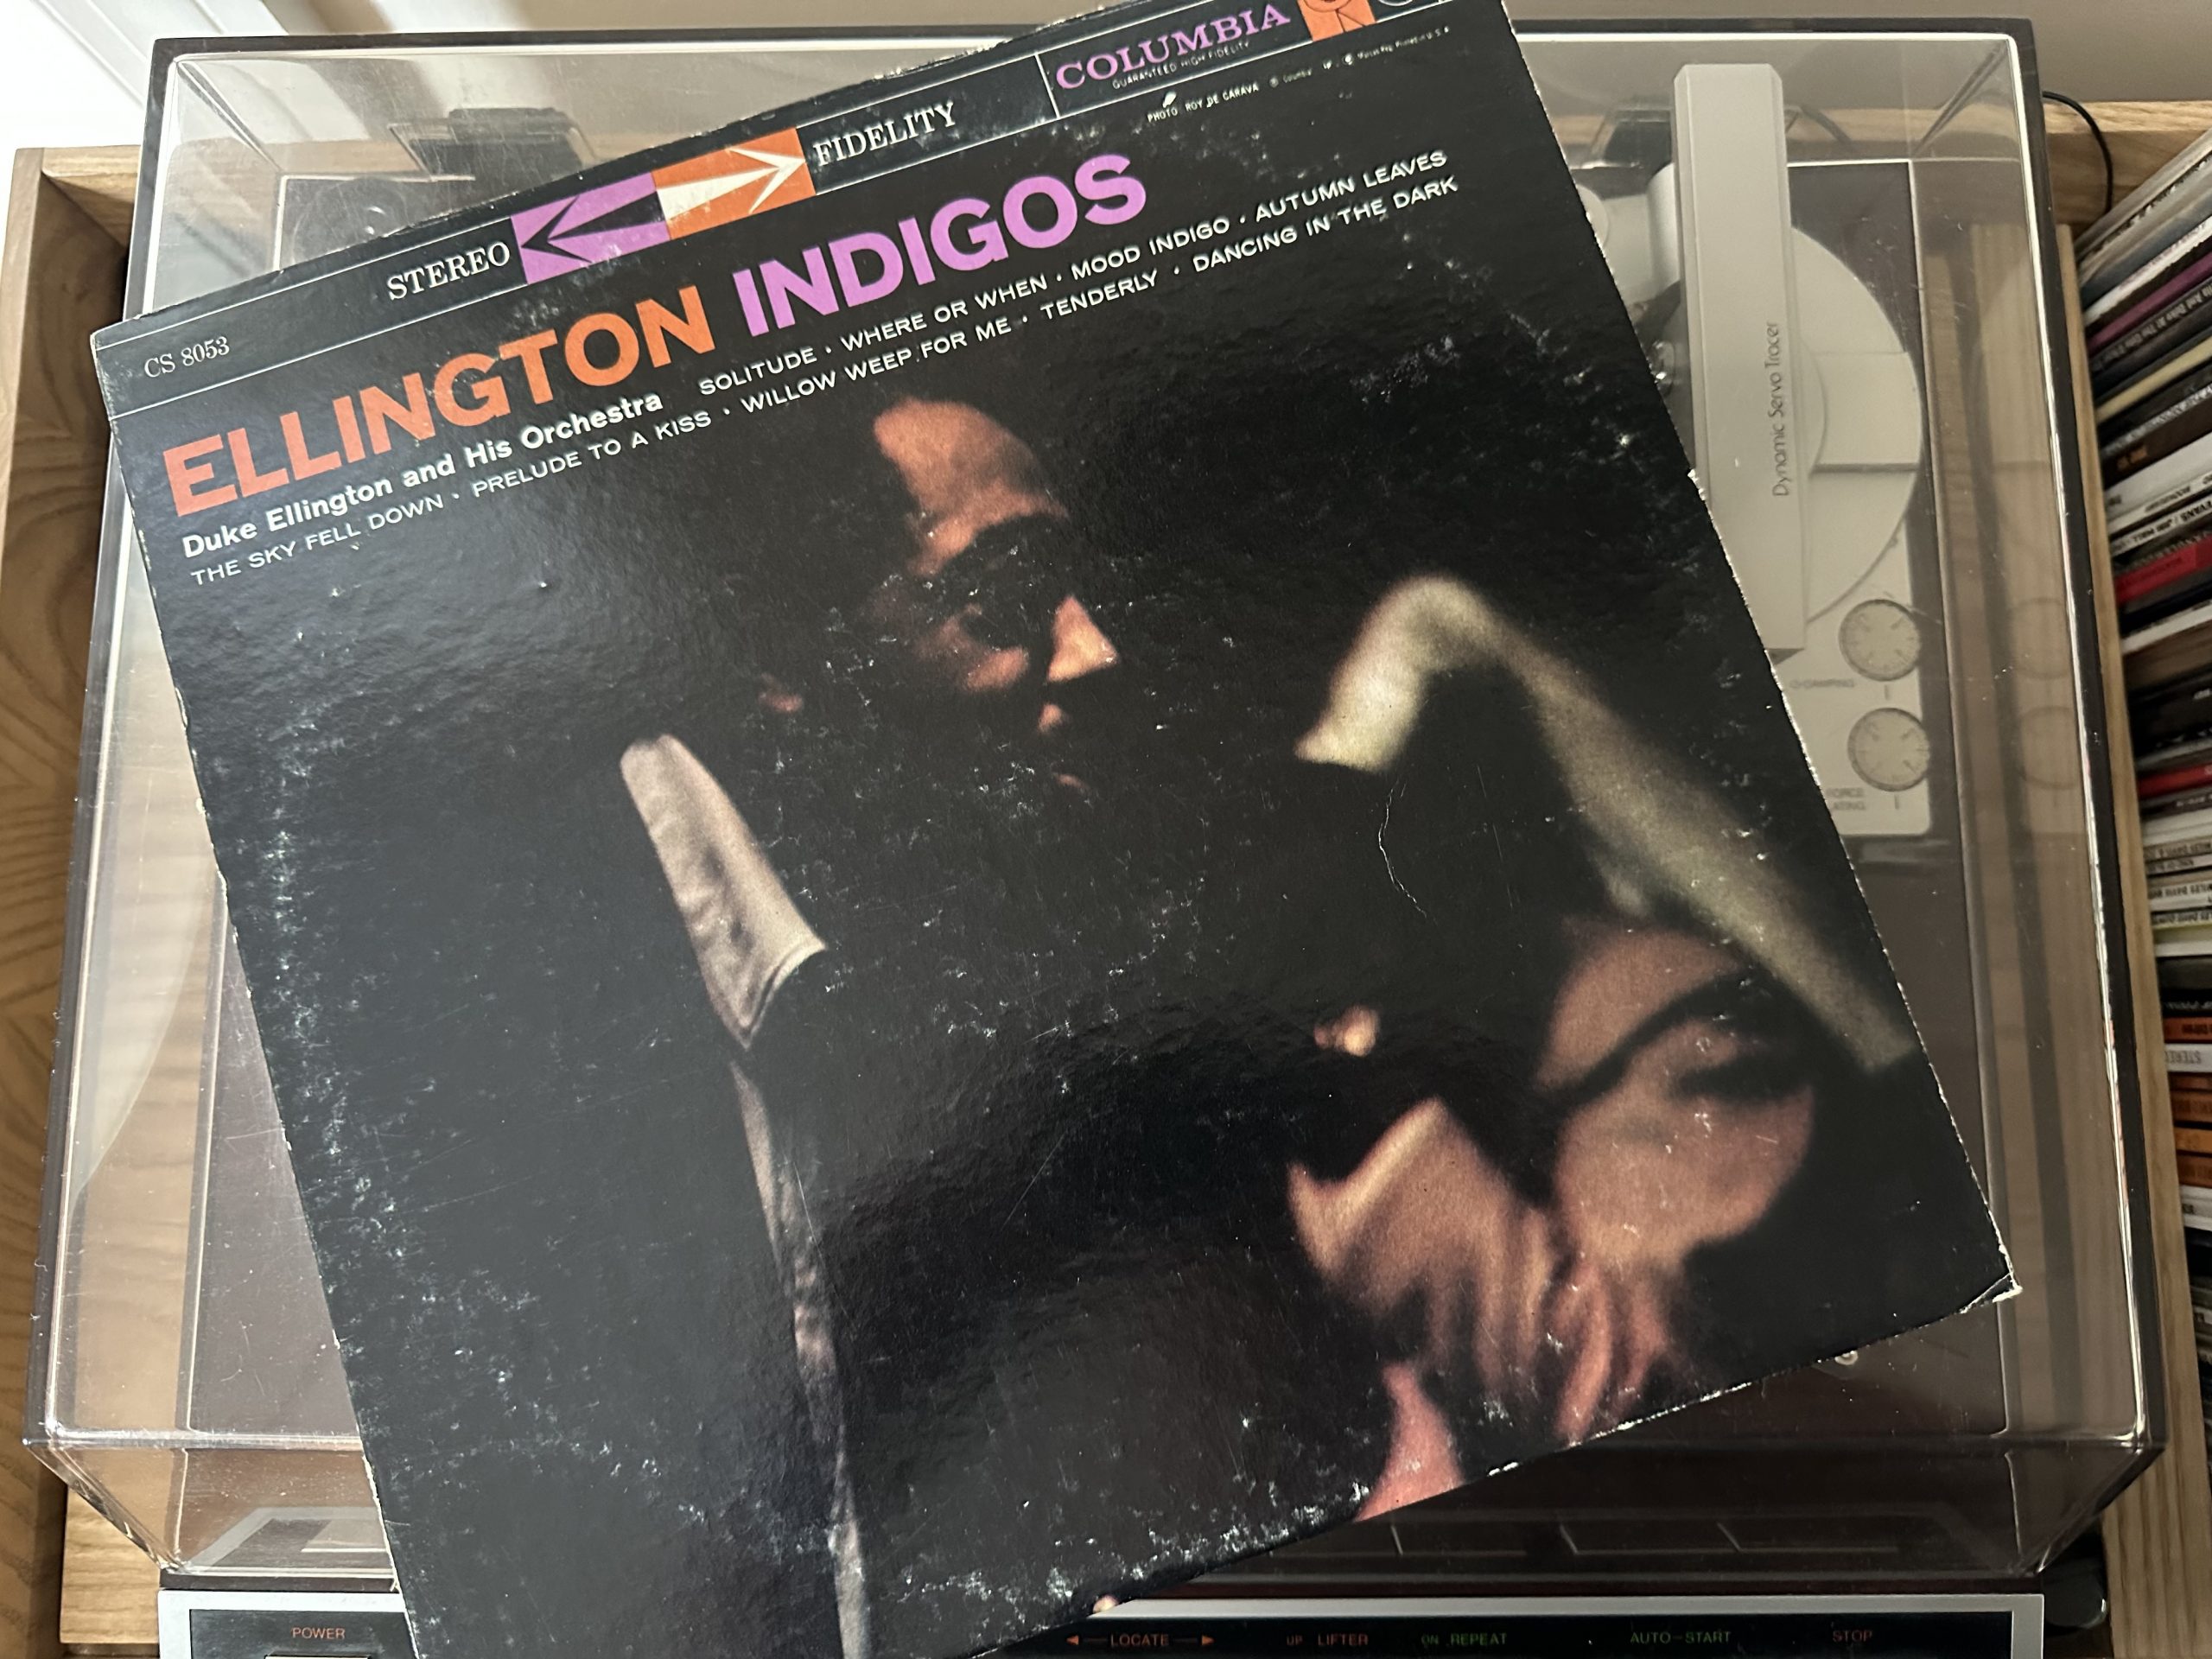 CS 8053
STEREO FIDELITY
COLUMBIA
GUARANTEED HIGH FIDELITY
PHOTO ROY DE CARAVA
ELLINGTON INDIGOS
Duke Ellington and His Orchestra SOLITUDE · WHERE OR WHEN · MOOD INDIGO · AUTUMN LEAVES
THE SKY FELL DOWN · PRELUDE TO A KISS · WILLOW WEEP FOR ME · TENDERLY · DANCING IN THE DARK
Dynamic Servo Tracer
POWER
LOCATE
UP LIFTER
ON REPEAT
AUTO-START
STOP